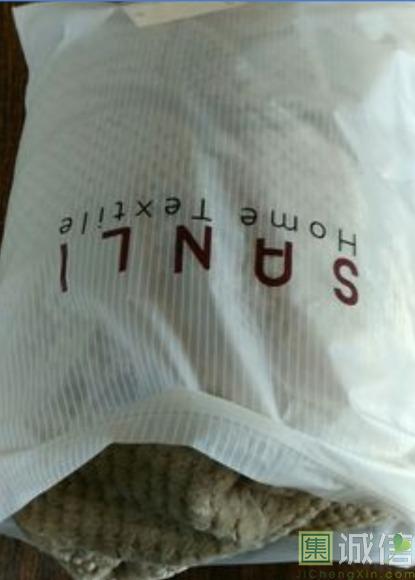 SANLI
Home Textile
集诚信
JiChengXin.com